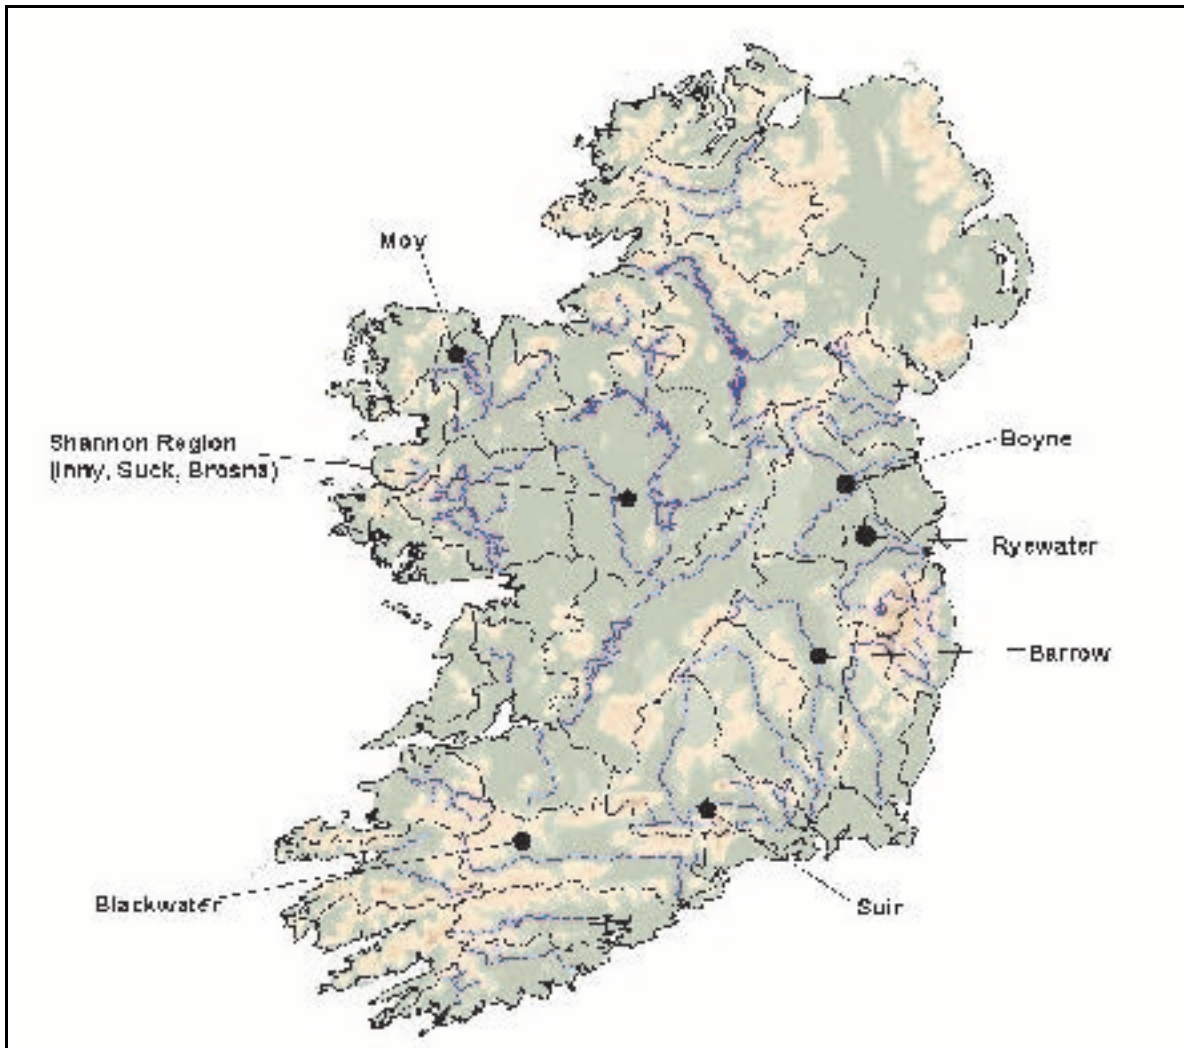 Moy
Shannon Region
(Inny, Suck, Brosna)
Boyne
Ryewater
Barrow
Blackwater
Suir